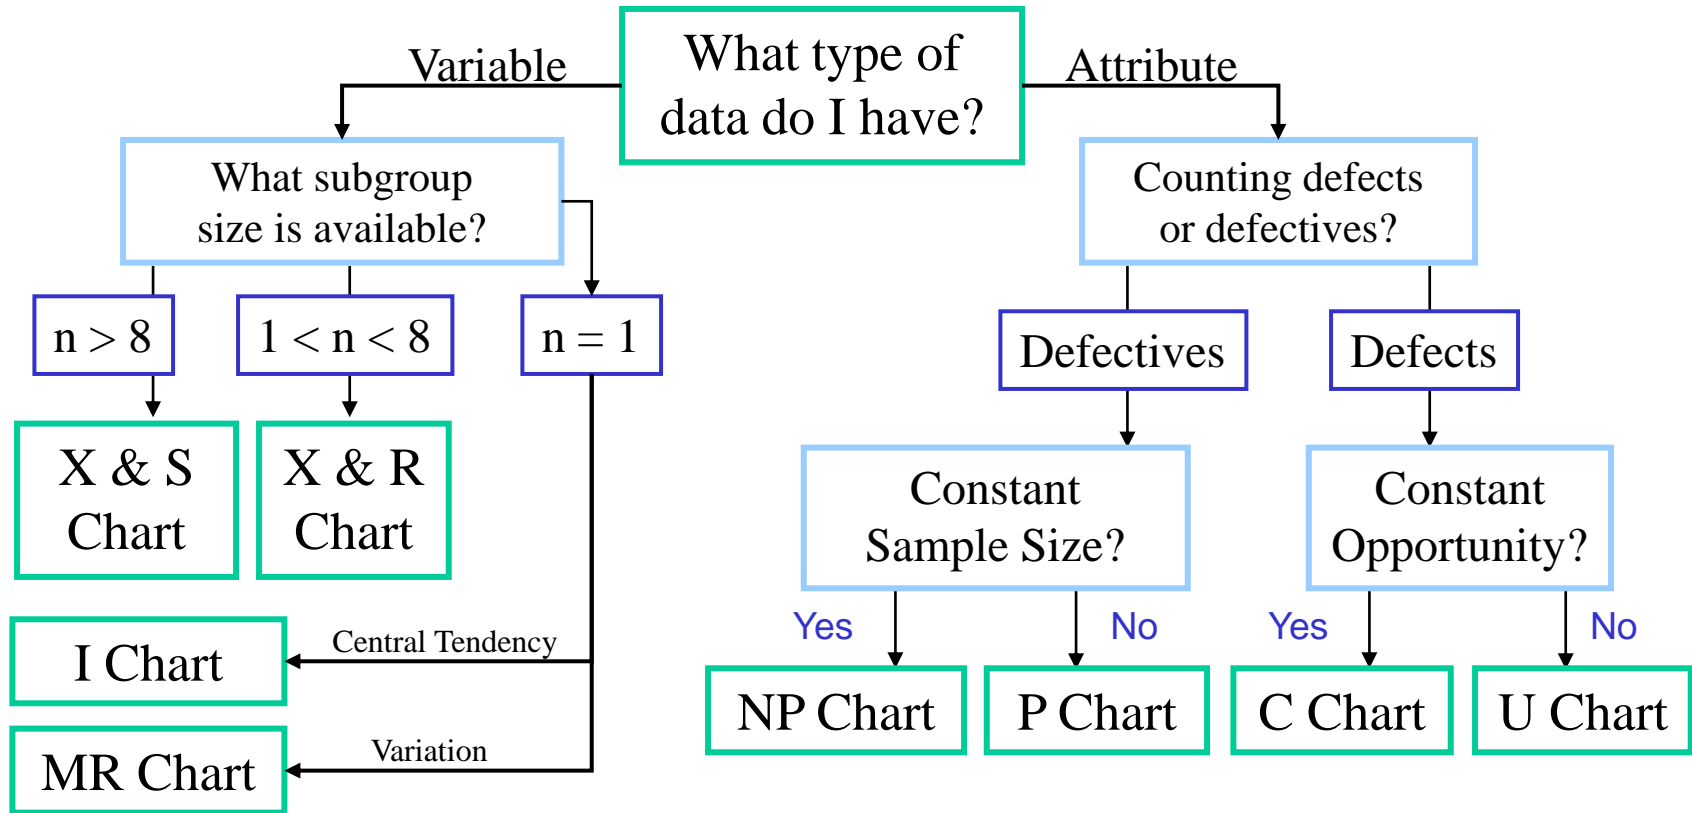 What type of
data do I have?
Variable
Attribute
What subgroup
size is available?
Counting defects
or defectives?
n > 8
1 < n < 8
n = 1
Defectives
Defects
X & S
Chart
X & R
Chart
Constant
Sample Size?
Constant
Opportunity?
Yes
No
Yes
No
Central Tendency
I Chart
Variation
MR Chart
NP Chart
P Chart
C Chart
U Chart